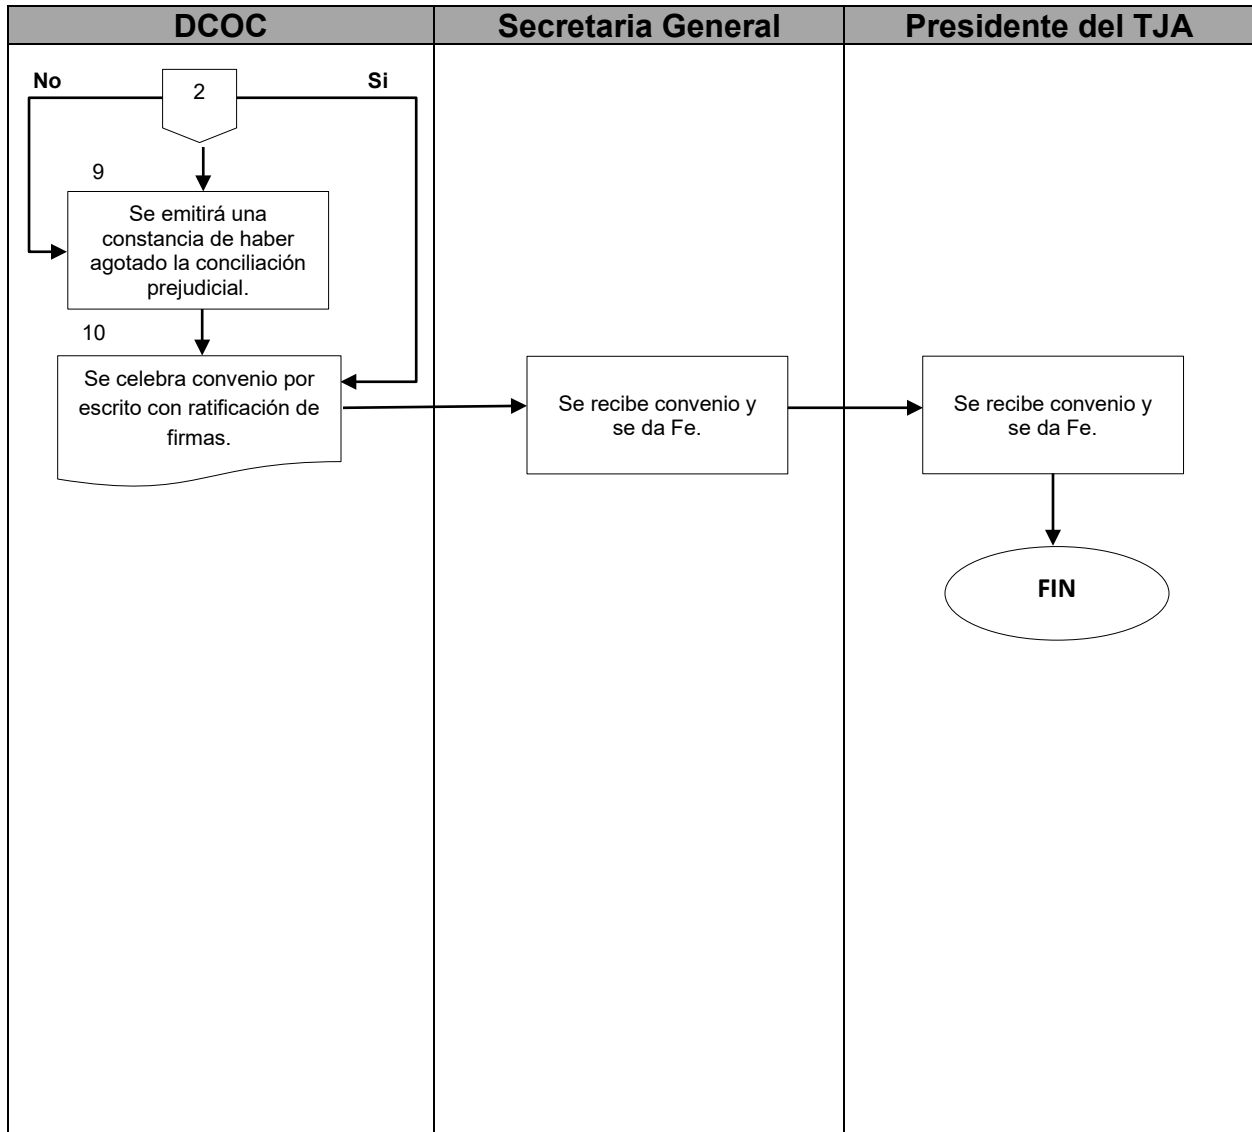 DCOC
Secretaria General
Presidente del TJA
No
2
Si
9
Se emitirá una
constancia de haber
agotado la conciliación
prejudicial.
10
Se celebra convenio por
escrito con ratificación de
firmas.
Se recibe convenio y
se da Fe.
Se recibe convenio y
se da Fe.
FIN